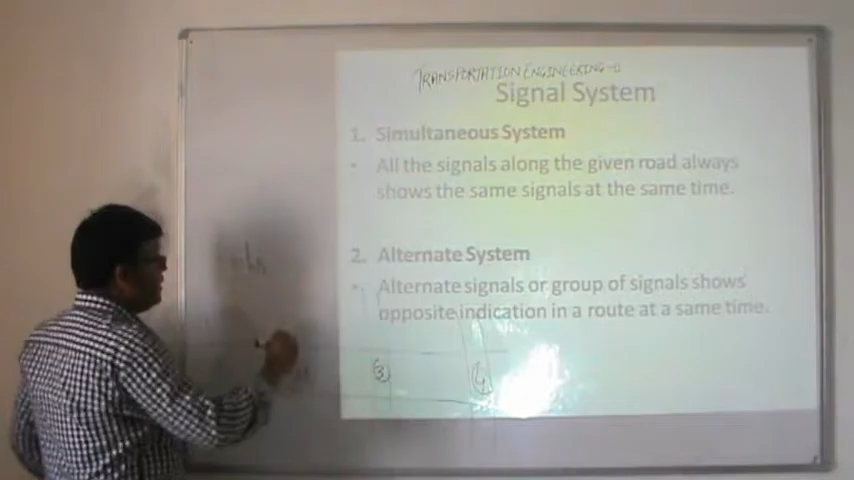 TRANSPORTATION ENGINEERING-II
Signal System
1. Simultaneous System
• All the signals along the given road always
shows the same signals at the same time.
2. Alternate System
• Alternate signals or group of signals shows
opposite indication in a route at a same time.
3
4